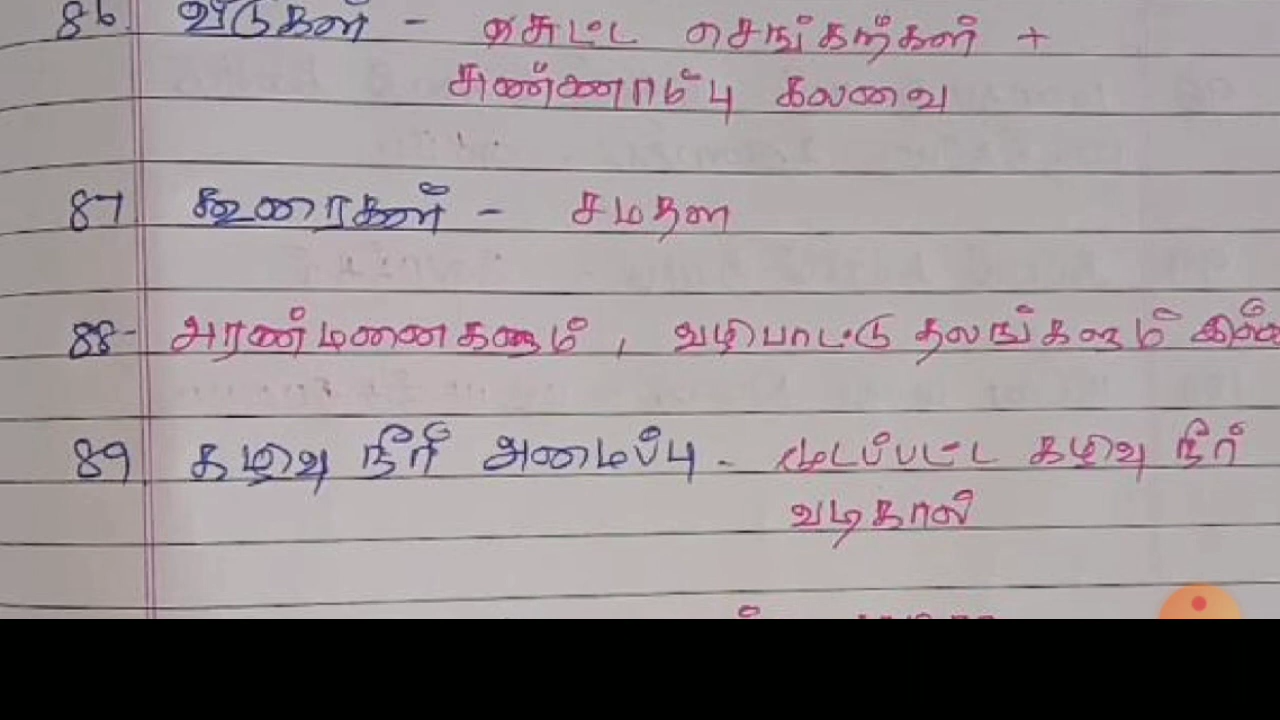 86. வீடுகள் - சுட்ட செங்கற்கள் +
சுண்ணாம்பு கலவை
87 கூரைகள் - சமதள
88- அரண்மனைகளும், வழிபாட்டு தலங்களும்
89 கழிவு நீர் அமைப்பு - மூடப்பட்ட கழிவு நீர்
வடிகால்